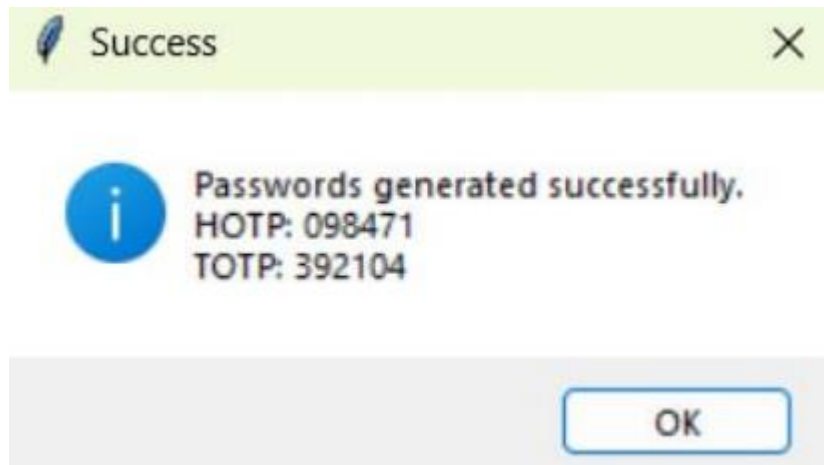 Success
Passwords generated successfully.
HOTP: 098471
TOTP: 392104
OK